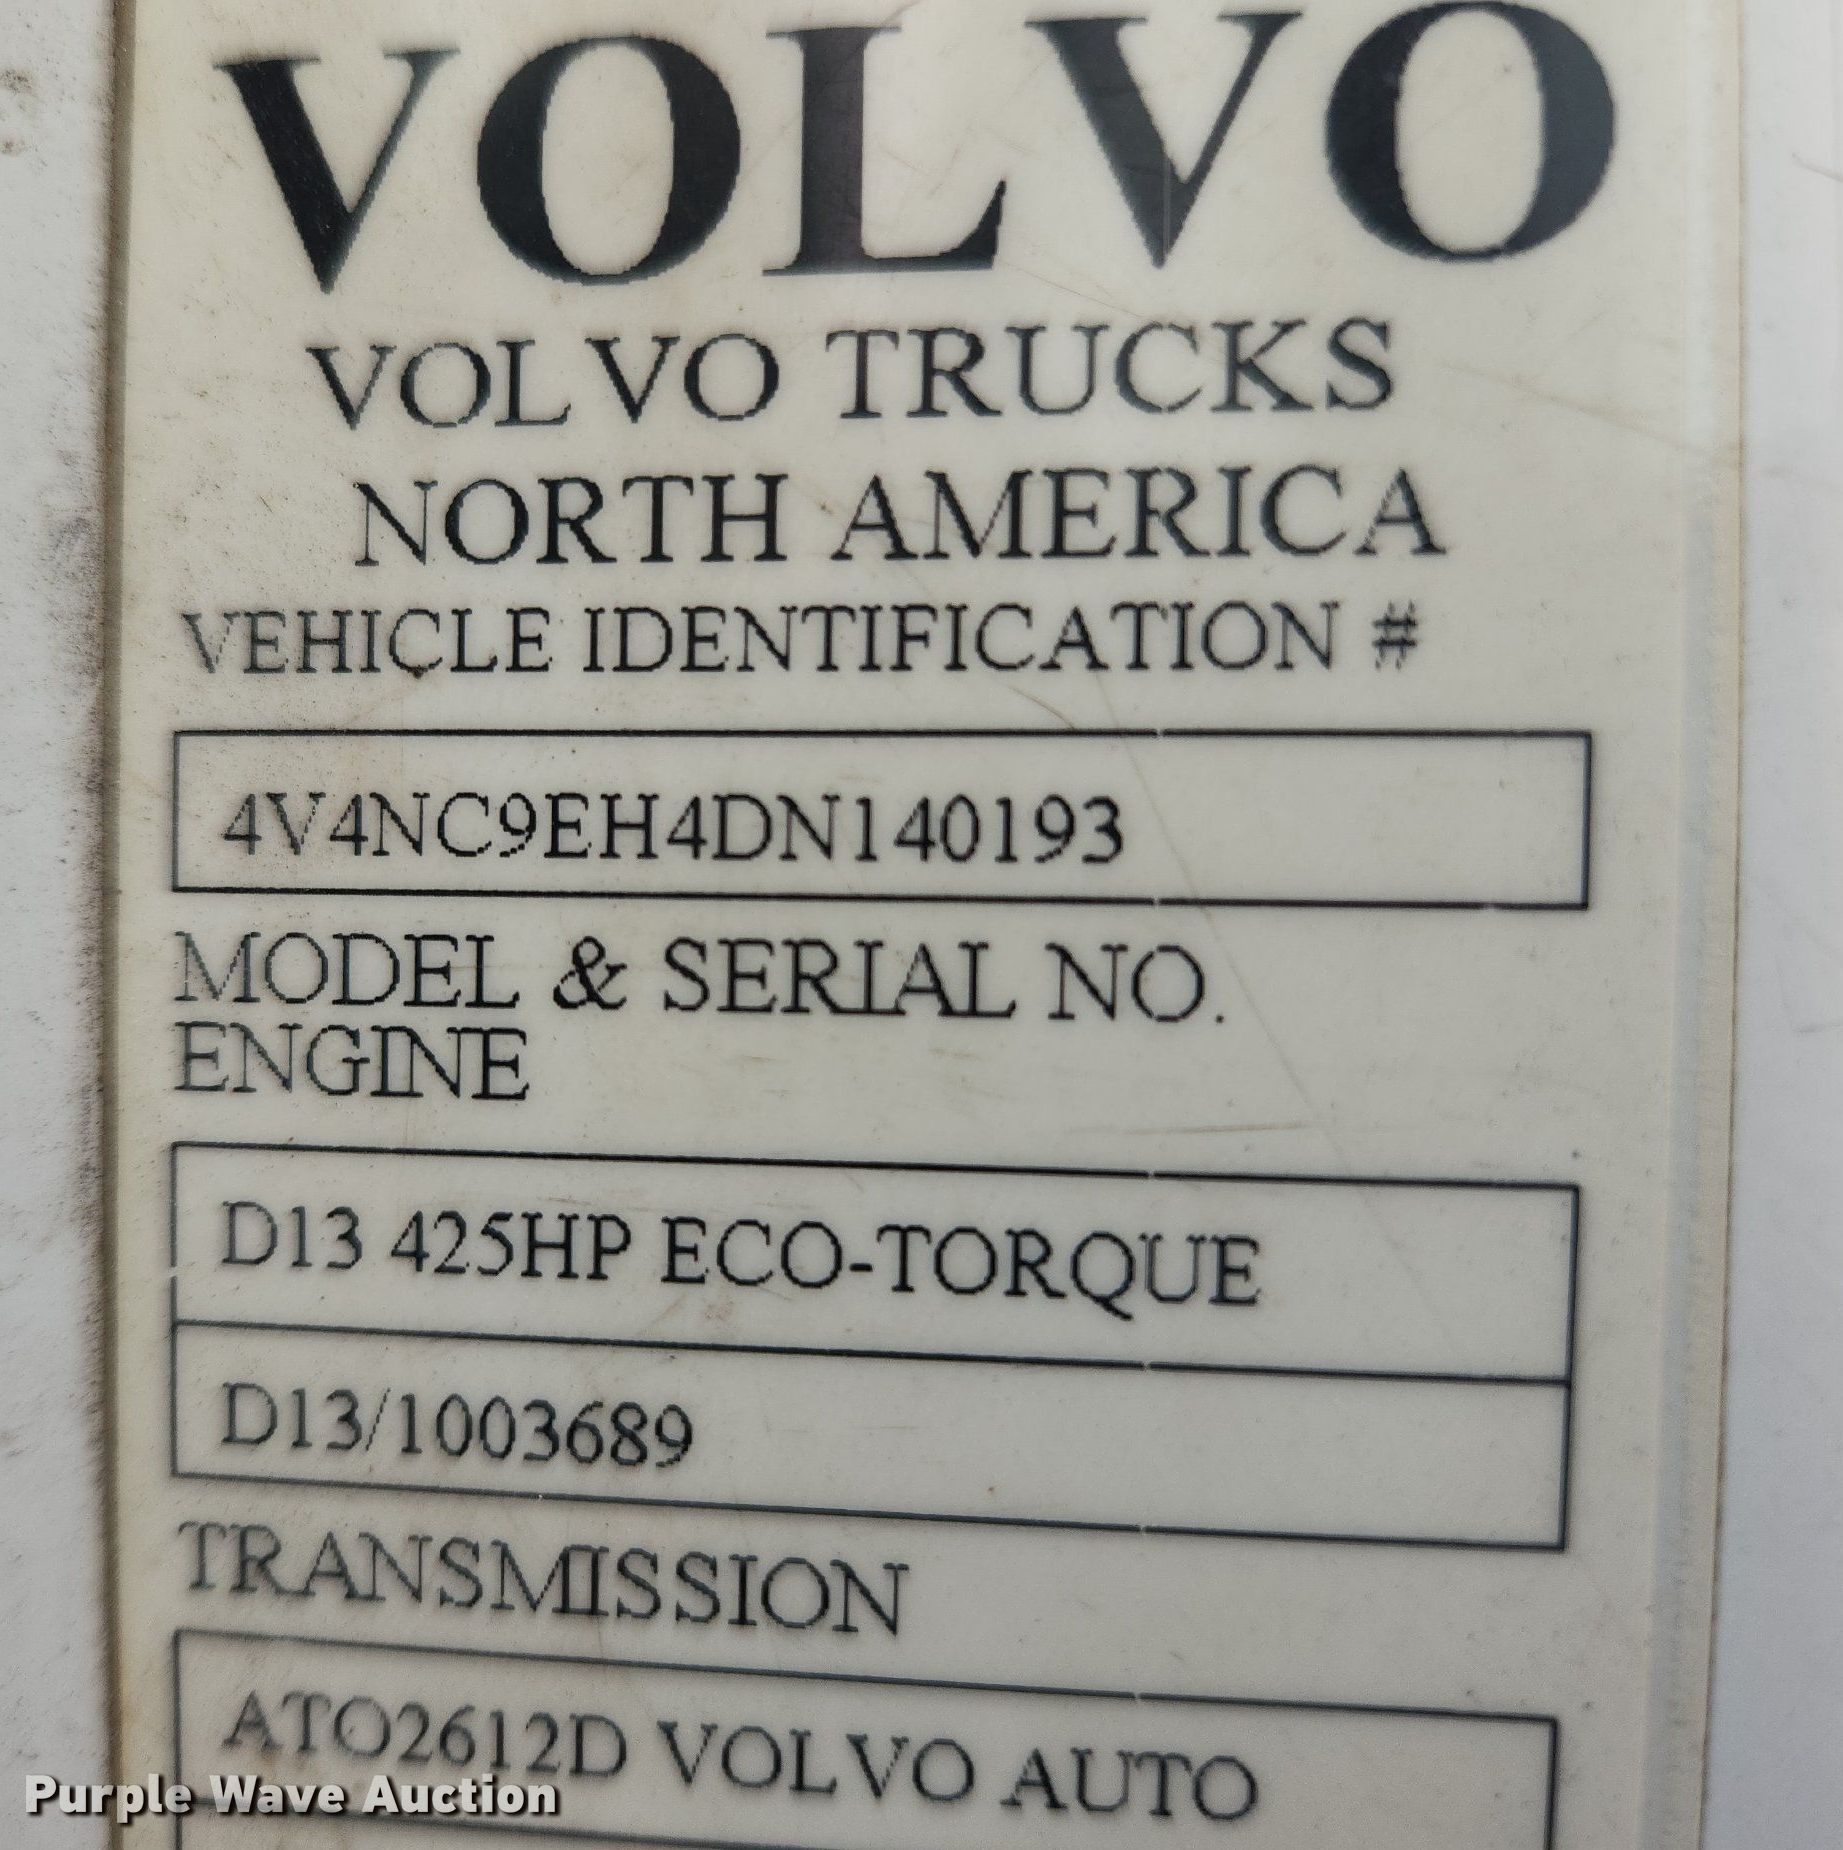 VOLVO
VOLVO TRUCKS
NORTH AMERICA
VEHICLE IDENTIFICATION #
4V4NC9EH4DN140193
MODEL & SERIAL NO.
ENGINE
D13 425HP ECO-TORQUE
D13/1003689
TRANSMISSION
ATO2612D VOLVO AUTO
Purple Wave Auction